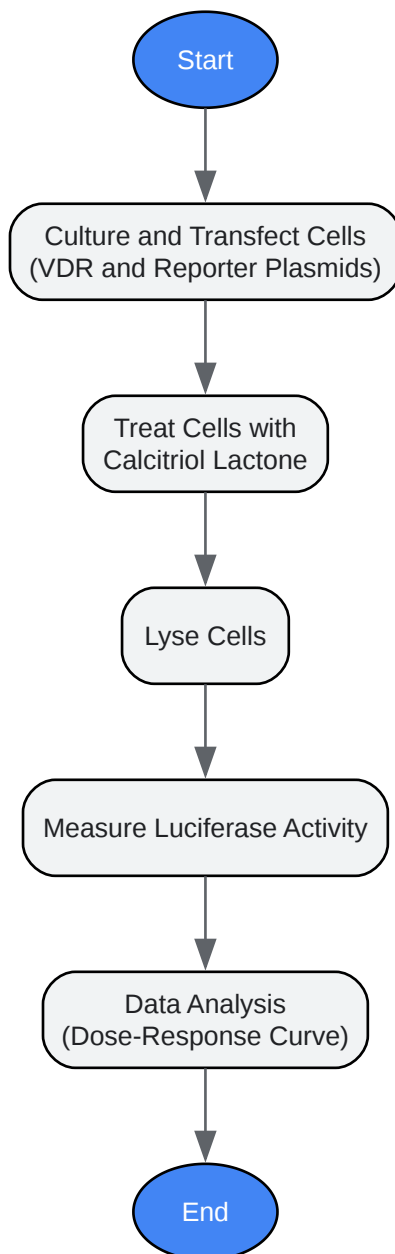 Start
Culture and Transfect Cells
(VDR and Reporter Plasmids)
Treat Cells with
Calcitriol Lactone
Lyse Cells
Measure Luciferase Activity
Data Analysis
(Dose-Response Curve)
End